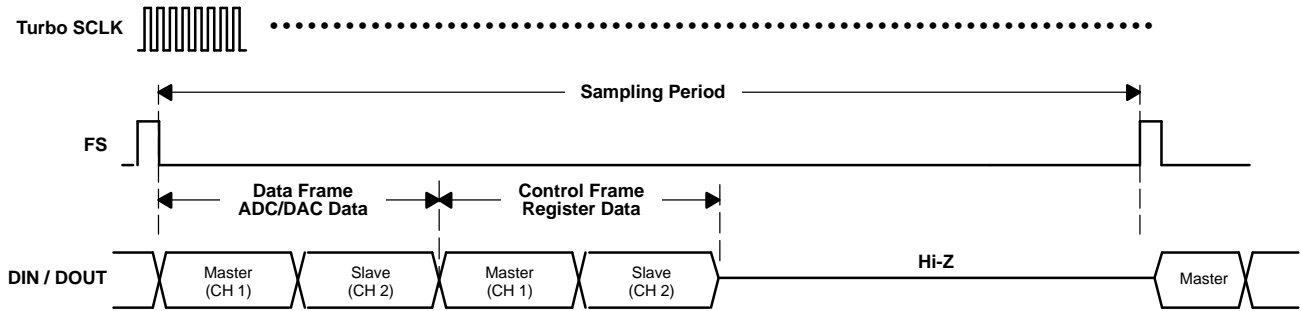 Turbo SCLK
Sampling Period
FS
Data Frame
ADC/DAC Data
Control Frame
Register Data
DIN / DOUT
Master
(CH 1)
Slave
(CH 2)
Master
(CH 1)
Slave
(CH 2)
Hi-Z
Master